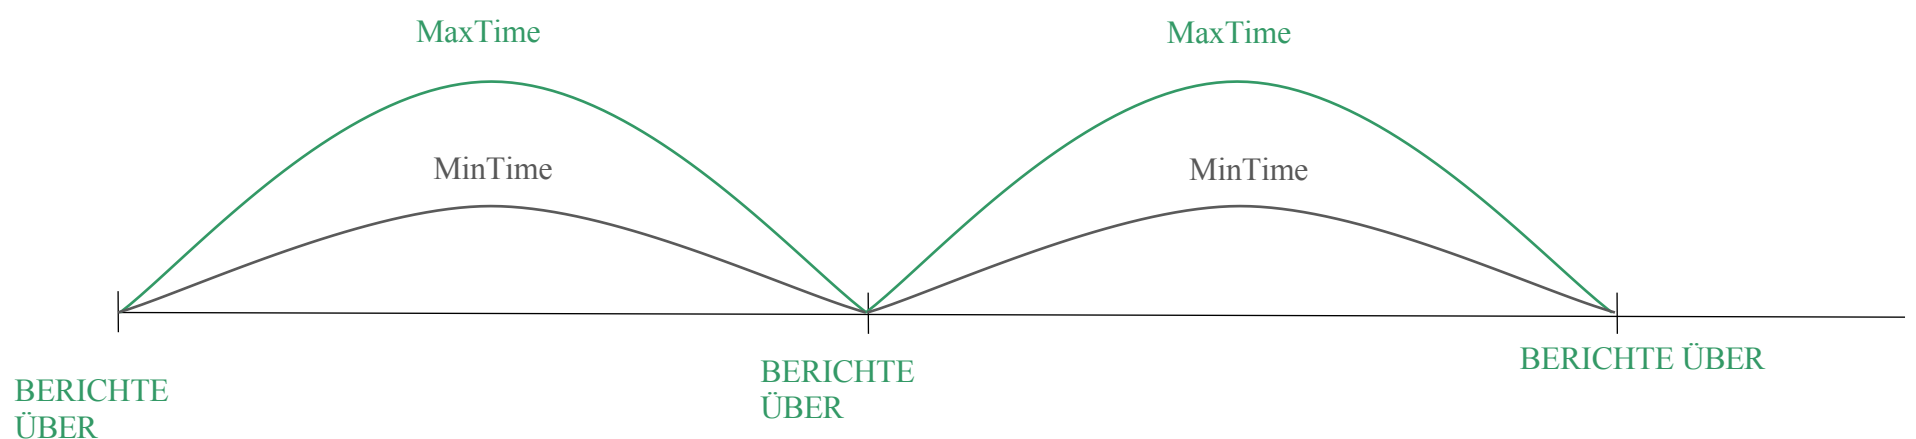 MaxTime
MaxTime
MinTime
MinTime
BERICHTE
ÜBER
BERICHTE
ÜBER
BERICHTE ÜBER